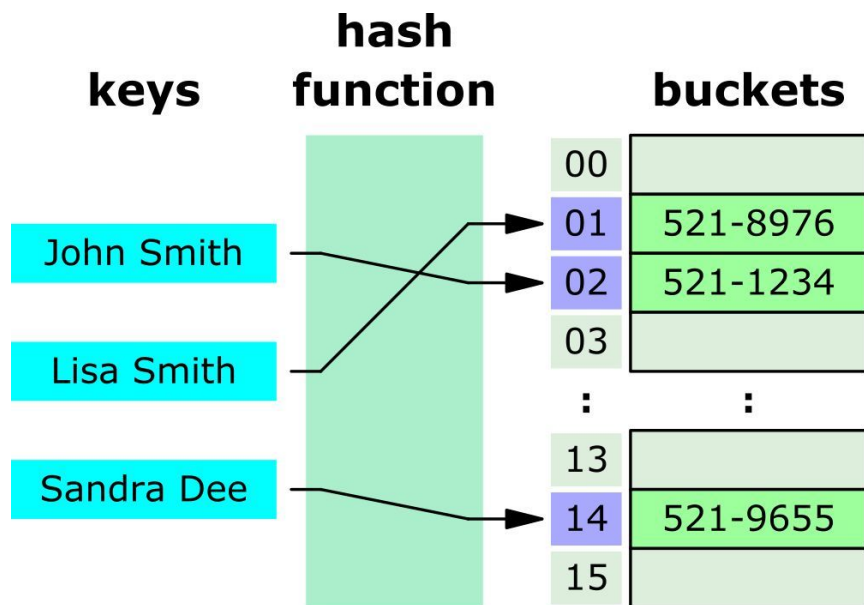 hash
keys function buckets
00
01 521-8976
John Smith
02 521-1234
03
Lisa Smith
: :
13
Sandra Dee
14 521-9655
15